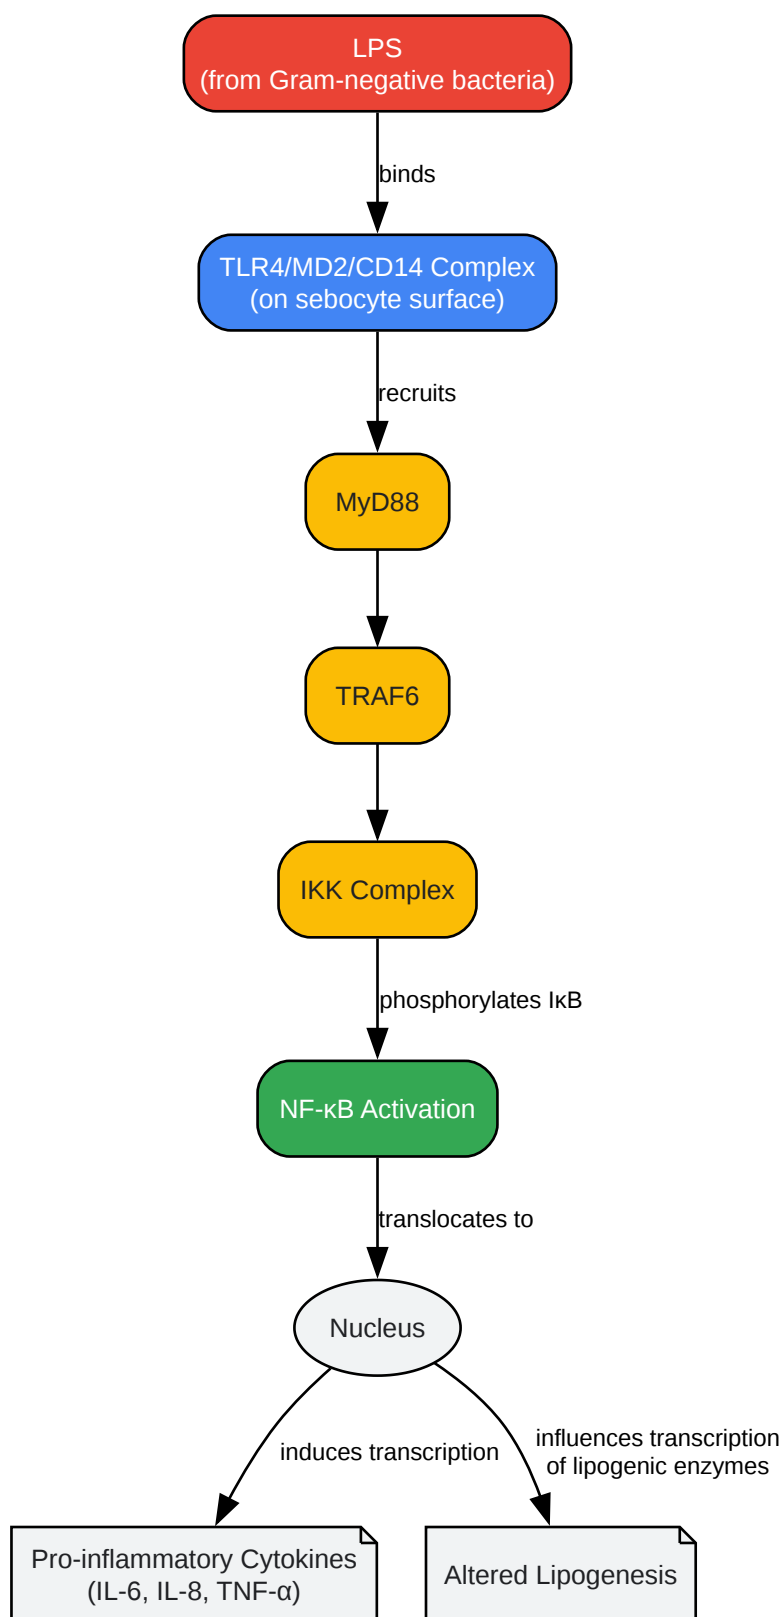 LPS
(from Gram-negative bacteria)
binds
TLR4/MD2/CD14 Complex
(on sebocyte surface)
recruits
MyD88
TRAF6
IKK Complex
phosphorylates IκB
NF-κB Activation
translocates to
Nucleus
induces transcription
influences transcription
of lipogenic enzymes
Pro-inflammatory Cytokines
(IL-6, IL-8, TNF-α)
Altered Lipogenesis